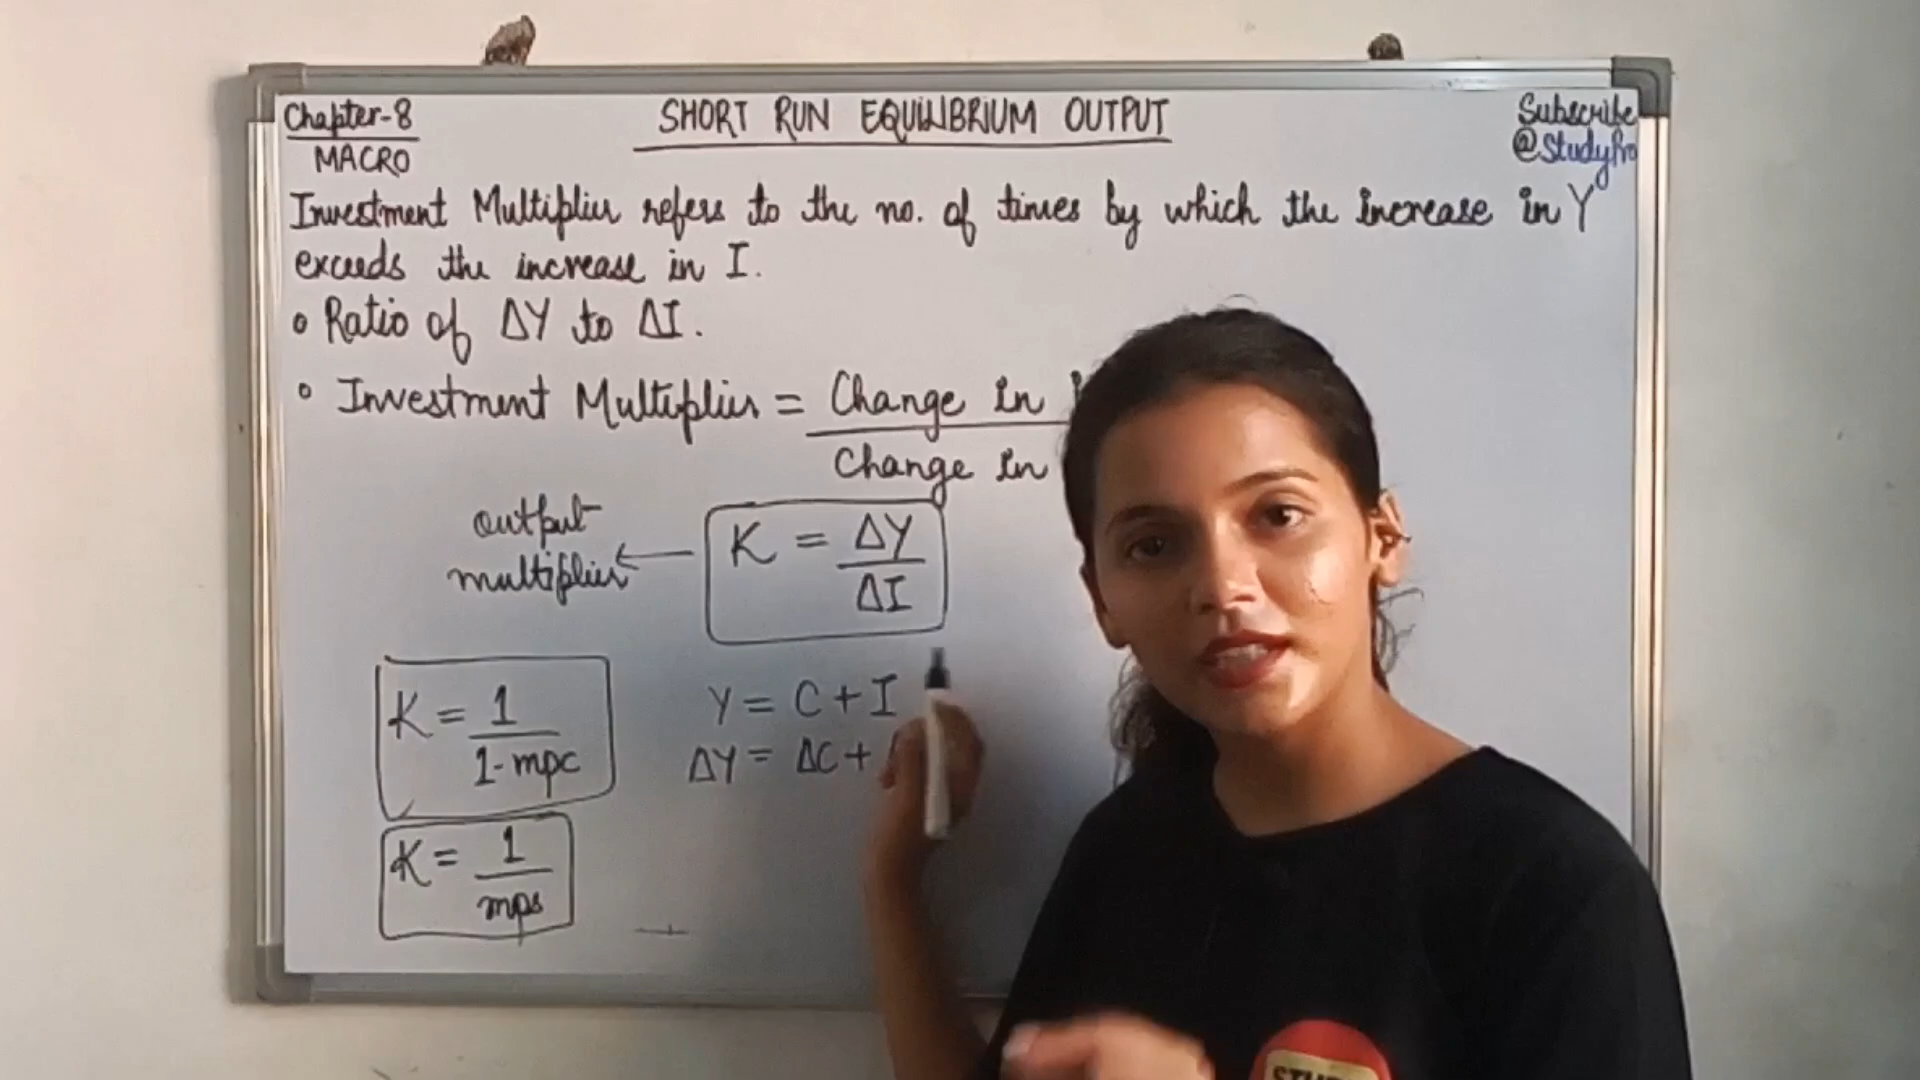 Chapter-8
MACRO
SHORT RUN EQUILIBRIUM OUTPUT
Subscribe
@Studypro
Investment Multiplier refers to the no. of times by which the increase in Y
exceeds the increase in I.
• Ratio of ΔY to ΔI.
• Investment Multiplier = Change in
Change in
output
multiplier ← K = ΔY
ΔI
K = 1
1-mpc
Y = C + I
ΔY = ΔC +
K = 1
mps